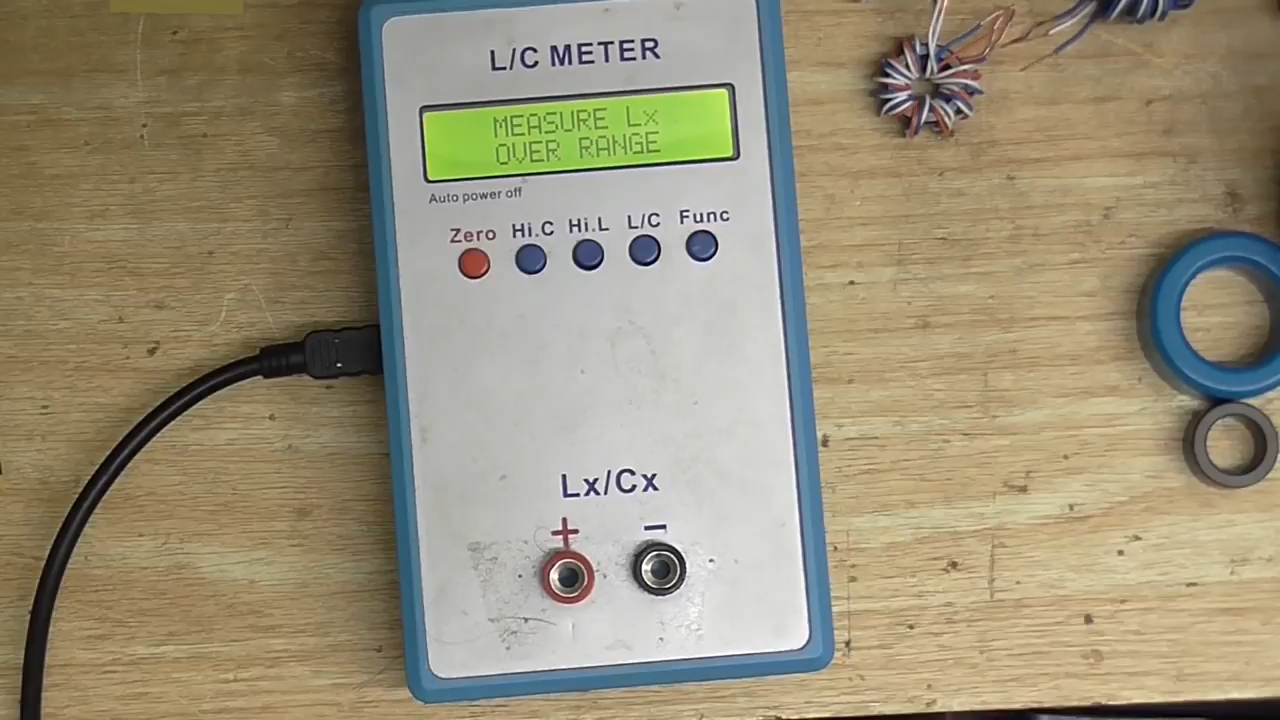 L/C METER
MEASURE Lx
OVER RANGE
Auto power off
Zero Hi.C Hi.L L/C Func
Lx/Cx
+ −